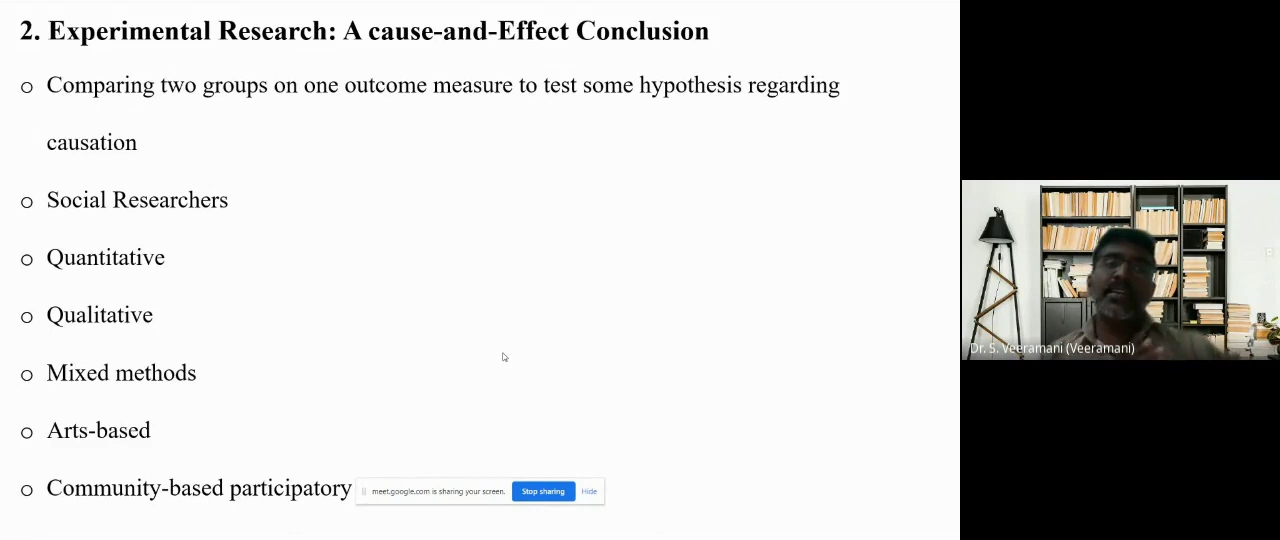 2. Experimental Research: A cause-and-Effect Conclusion
o Comparing two groups on one outcome measure to test some hypothesis regarding
causation
o Social Researchers
o Quantitative
o Qualitative
o Mixed methods
o Arts-based
o Community-based participatory
meet.google.com is sharing your screen. Stop sharing Hide
Dr. S. Veeramani (Veeramani)